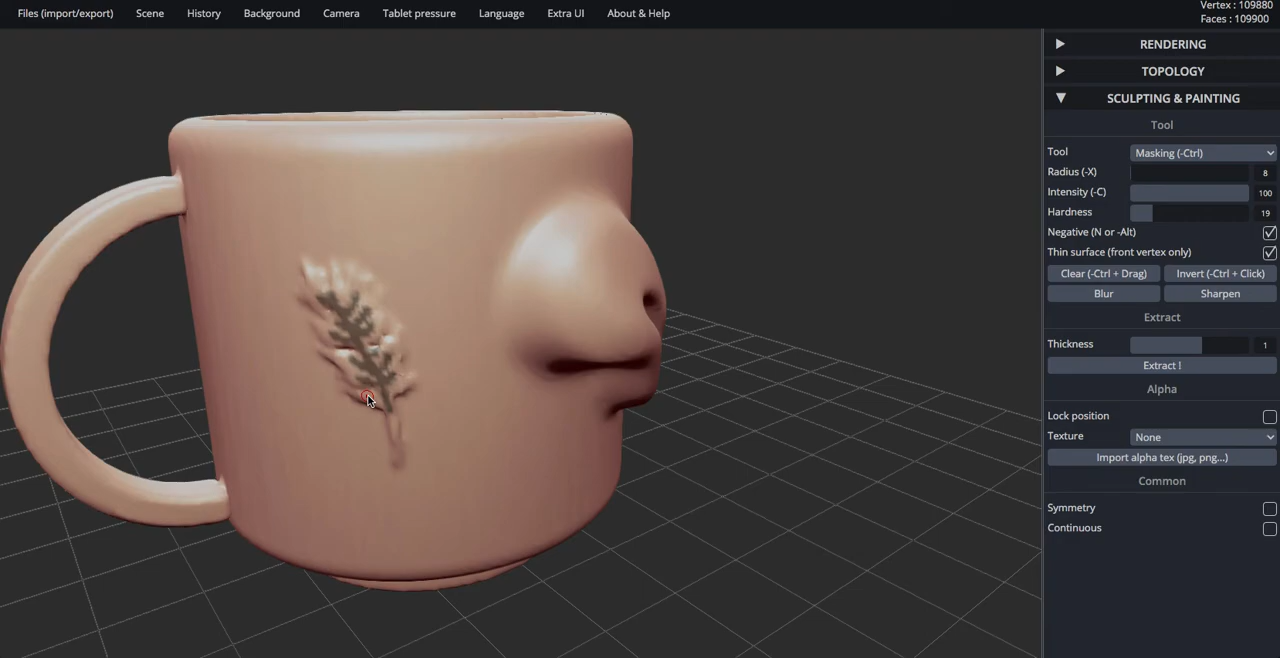 Files (import/export) Scene History Background Camera Tablet pressure Language Extra UI About & Help
Vertex : 109880
Faces : 109900
RENDERING
TOPOLOGY
SCULPTING & PAINTING
Tool
Tool Masking (-Ctrl)
Radius (-X) 8
Intensity (-C) 100
Hardness 19
Negative (N or -Alt)
Thin surface (front vertex only)
Clear (-Ctrl + Drag) Invert (-Ctrl + Click)
Blur Sharpen
Extract
Thickness 1
Extract !
Alpha
Lock position
Texture None
Import alpha tex (jpg, png...)
Common
Symmetry
Continuous